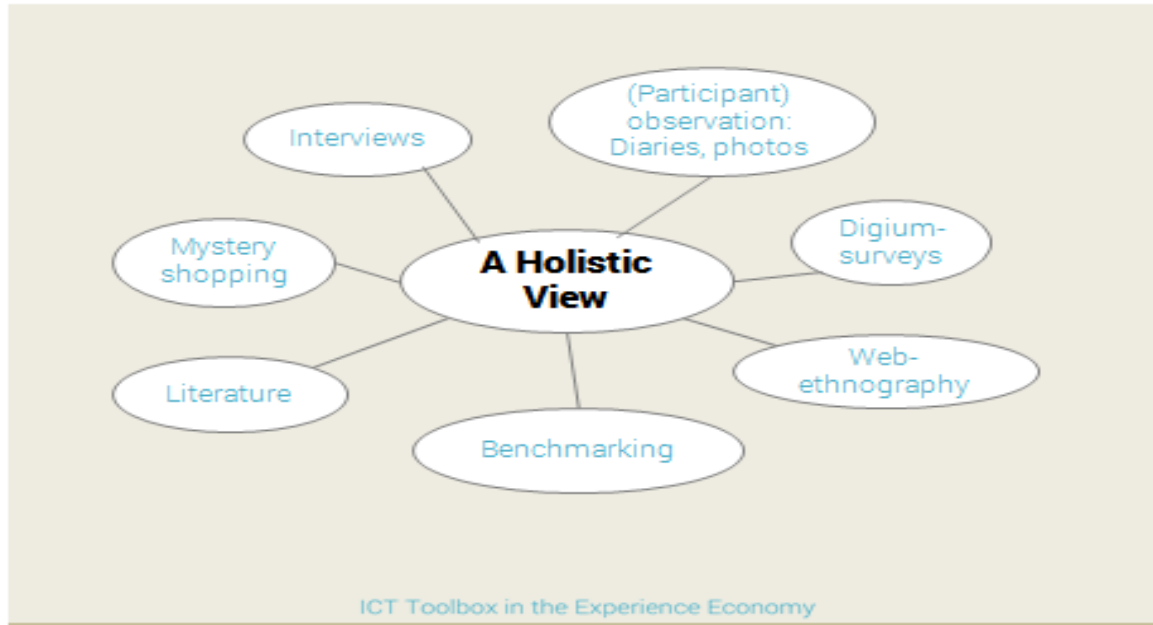 (Participant)
observation:
Diaries, photos
Interviews
Digium-
surveys
Mystery
shopping
A Holistic
View
Web-
ethnography
Literature
Benchmarking
ICT Toolbox in the Experience Economy